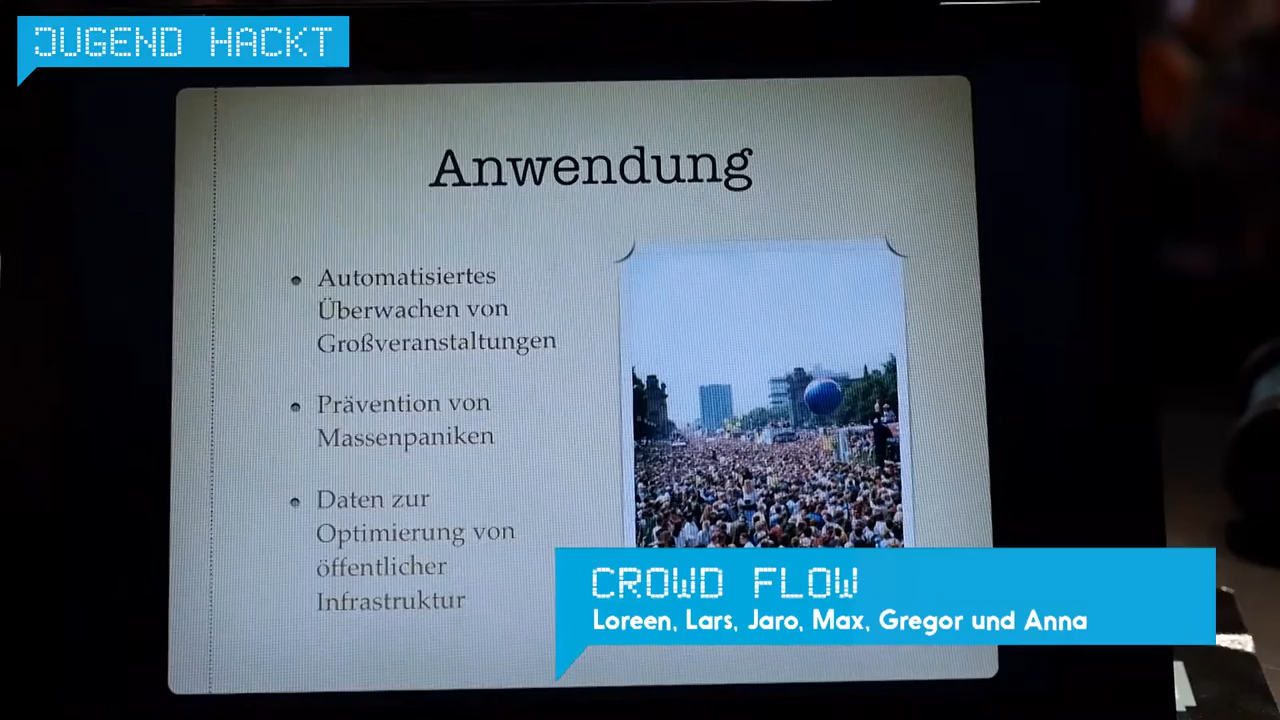 JUGEND HACKT
Anwendung
Automatisiertes
Überwachen von
Großveranstaltungen
Prävention von
Massenpaniken
Daten zur
Optimierung von
öffentlicher
Infrastruktur
CROWD FLOW
Loreen, Lars, Jaro, Max, Gregor und Anna